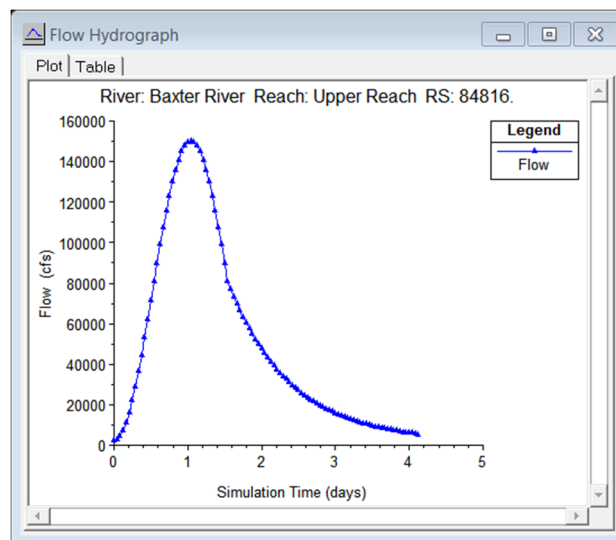 Flow Hydrograph
Plot Table
River: Baxter River Reach: Upper Reach RS: 84816.
160000
140000
120000
100000
80000
60000
40000
20000
0
Flow (cfs)
0 1 2 3 4 5
Simulation Time (days)
Legend
Flow